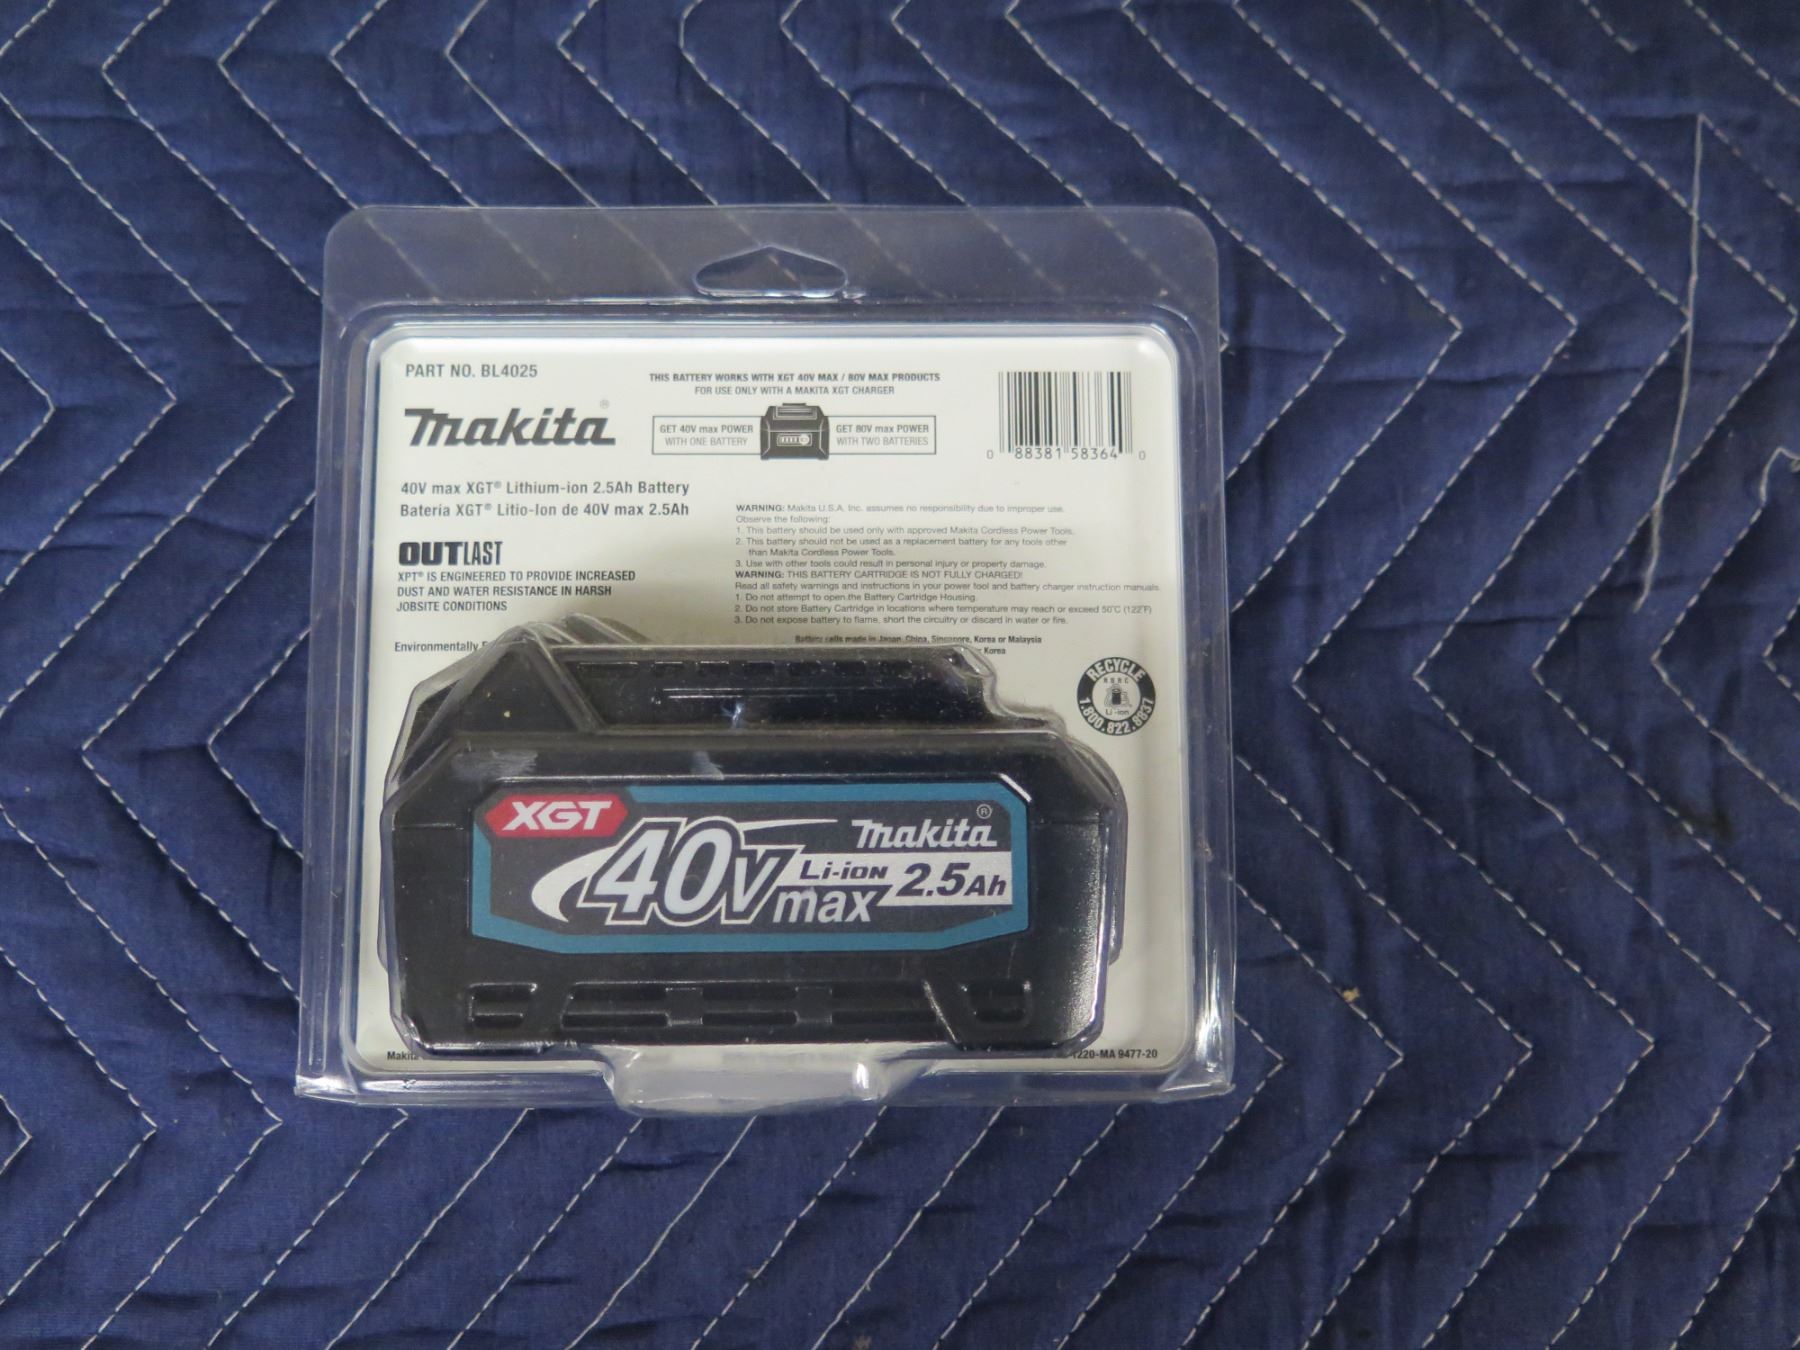 PART NO. BL4025
makita®
40V max XGT® Lithium-ion 2.5Ah Battery
Batería XGT® Litio-Ion de 40V max 2.5Ah
OUTLAST
XPT® IS ENGINEERED TO PROVIDE INCREASED
DUST AND WATER RESISTANCE IN HARSH
JOBSITE CONDITIONS
Environmentally
THIS BATTERY WORKS WITH XGT 40V MAX / 80V MAX PRODUCTS
FOR USE ONLY WITH A MAKITA XGT CHARGER
GET 40V max POWER
WITH ONE BATTERY
GET 80V max POWER
WITH TWO BATTERIES
0 88381 58364 0
WARNING: Makita U.S.A. Inc. assumes no responsibility due to improper use.
Observe the following:
1. This battery should be used only with approved Makita Cordless Power Tools.
2. This battery should not be used as a replacement battery for any tools other
than Makita Cordless Power Tools.
3. Use with other tools could result in personal injury or property damage.
WARNING: THIS BATTERY CARTRIDGE IS NOT FULLY CHARGED!
Read all safety warnings and instructions in your power tool and battery charger instruction manuals.
1. Do not attempt to open the Battery Cartridge Housing.
2. Do not store Battery Cartridge in locations where temperature may reach or exceed 50°C (122°F)
3. Do not expose battery to flame, short the circuitry or discard in water or fire.
Battery cells made in Japan, China, Singapore, Korea or Malaysia
or Korea
RECYCLE
RBRC
Li-ion
1.800.822.8837
XGT
40V max
makita®
Li-ion 2.5Ah
Makita
1220-MA 9477-20